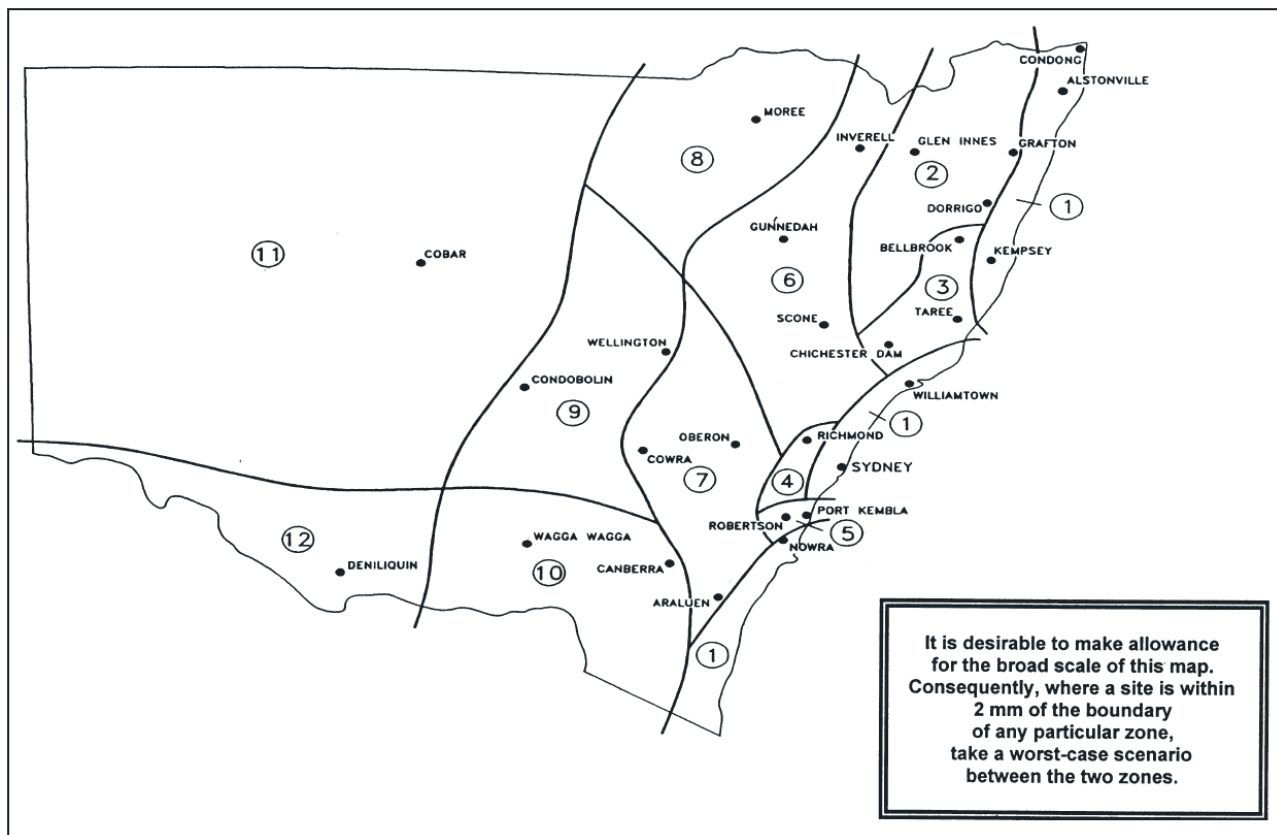 CONDONG
ALSTONVILLE
MOREE
INVERELL
GLEN INNES
GRAFTON
8
2
DORRIGO
1
GUNNEDAH
BELLBROOK
KEMPSEY
11
COBAR
6
3
SCONE
TAREE
WELLINGTON
CHICHESTER DAM
CONDOBOLIN
WILLIAMTOWN
9
1
OBERON
RICHMOND
COWRA
SYDNEY
7
4
PORT KEMBLA
ROBERTSON
5
12
WAGGA WAGGA
NOWRA
DENILIQUIN
10
CANBERRA
ARALUEN
1
It is desirable to make allowance
for the broad scale of this map.
Consequently, where a site is within
2 mm of the boundary
of any particular zone,
take a worst-case scenario
between the two zones.